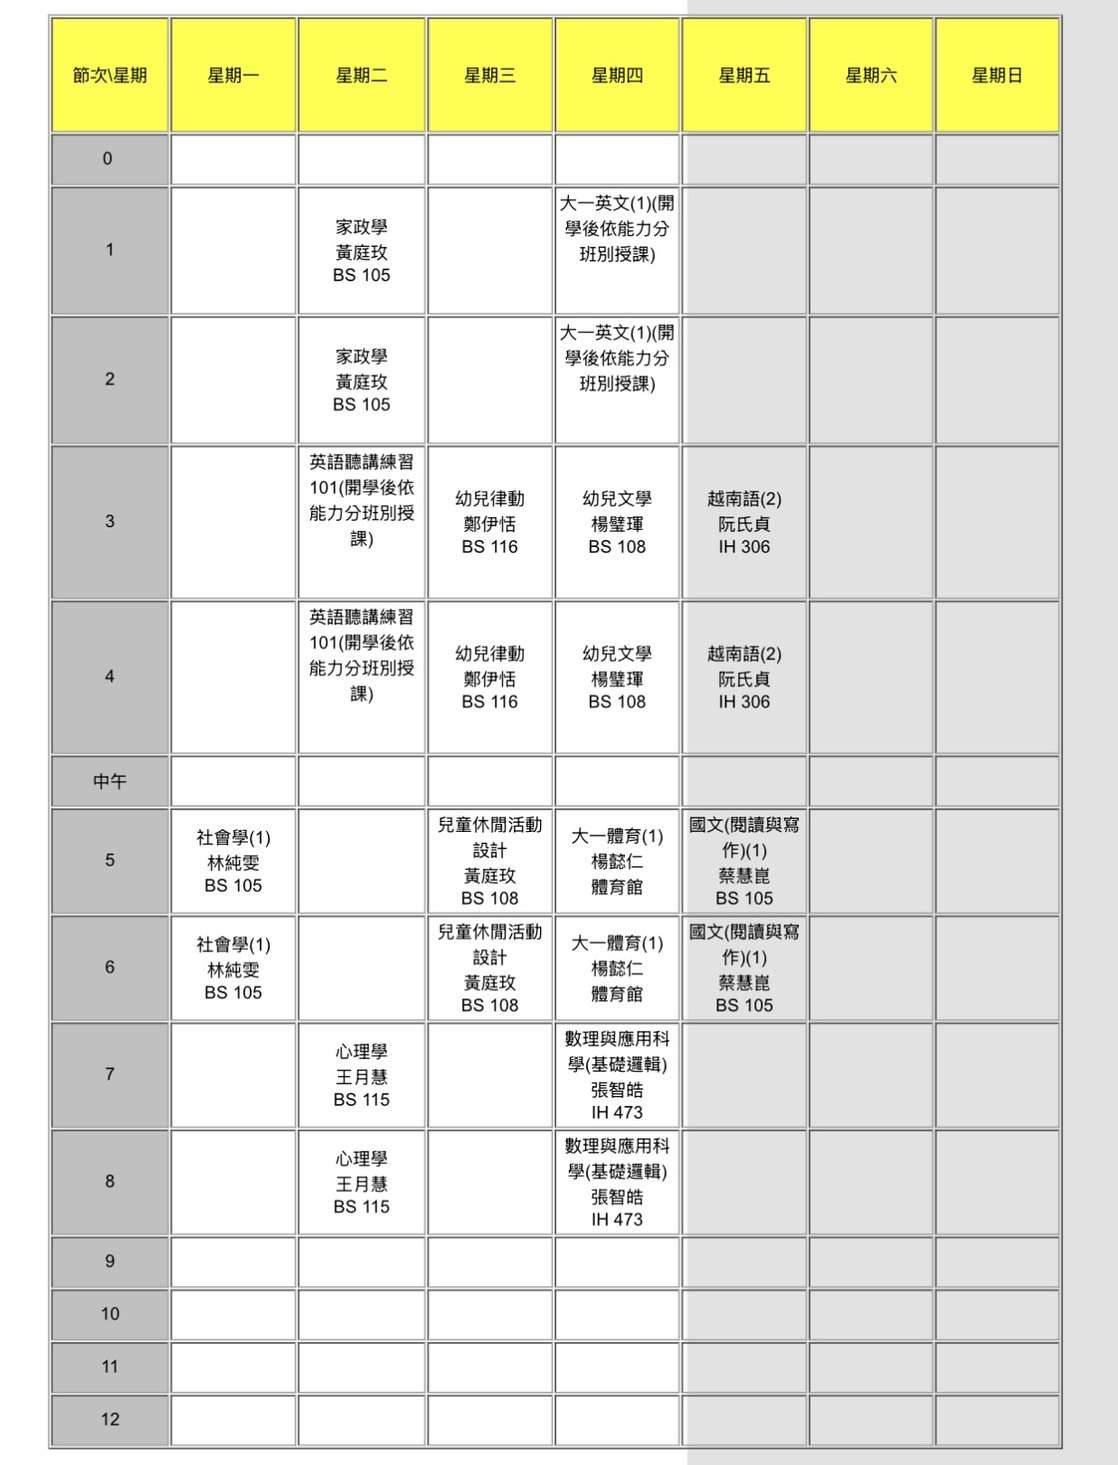 節次\星期 星期一 星期二 星期三 星期四 星期五 星期六 星期日
0
1
家政學
黃庭玫
BS 105
大一英文(1)(開
學後依能力分
班別授課)
2
家政學
黃庭玫
BS 105
大一英文(1)(開
學後依能力分
班別授課)
3
英語聽講練習
101(開學後依
能力分班別授
課)
幼兒律動
鄭伊恬
BS 116
幼兒文學
楊璧琿
BS 108
越南語(2)
阮氏貞
IH 306
4
英語聽講練習
101(開學後依
能力分班別授
課)
幼兒律動
鄭伊恬
BS 116
幼兒文學
楊璧琿
BS 108
越南語(2)
阮氏貞
IH 306
中午
5
社會學(1)
林純雯
BS 105
兒童休閒活動
設計
黃庭玫
BS 108
大一體育(1)
楊懿仁
體育館
國文(閱讀與寫
作)(1)
蔡慧崑
BS 105
6
社會學(1)
林純雯
BS 105
兒童休閒活動
設計
黃庭玫
BS 108
大一體育(1)
楊懿仁
體育館
國文(閱讀與寫
作)(1)
蔡慧崑
BS 105
7
心理學
王月慧
BS 115
數理與應用科
學(基礎邏輯)
張智皓
IH 473
8
心理學
王月慧
BS 115
數理與應用科
學(基礎邏輯)
張智皓
IH 473
9
10
11
12